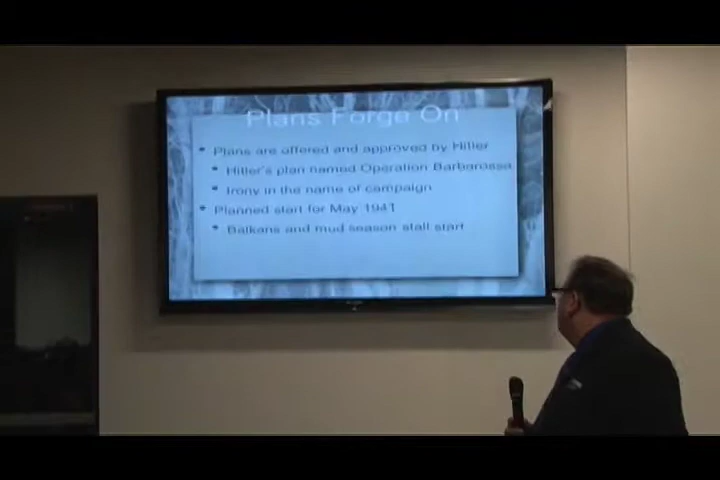 Plans Forge On
Plans are offered and approved by Hitler
Hitler's plan named Operation Barbarossa
Irony in the name of campaign
Planned start for May 1941
Balkans and mud season stall start